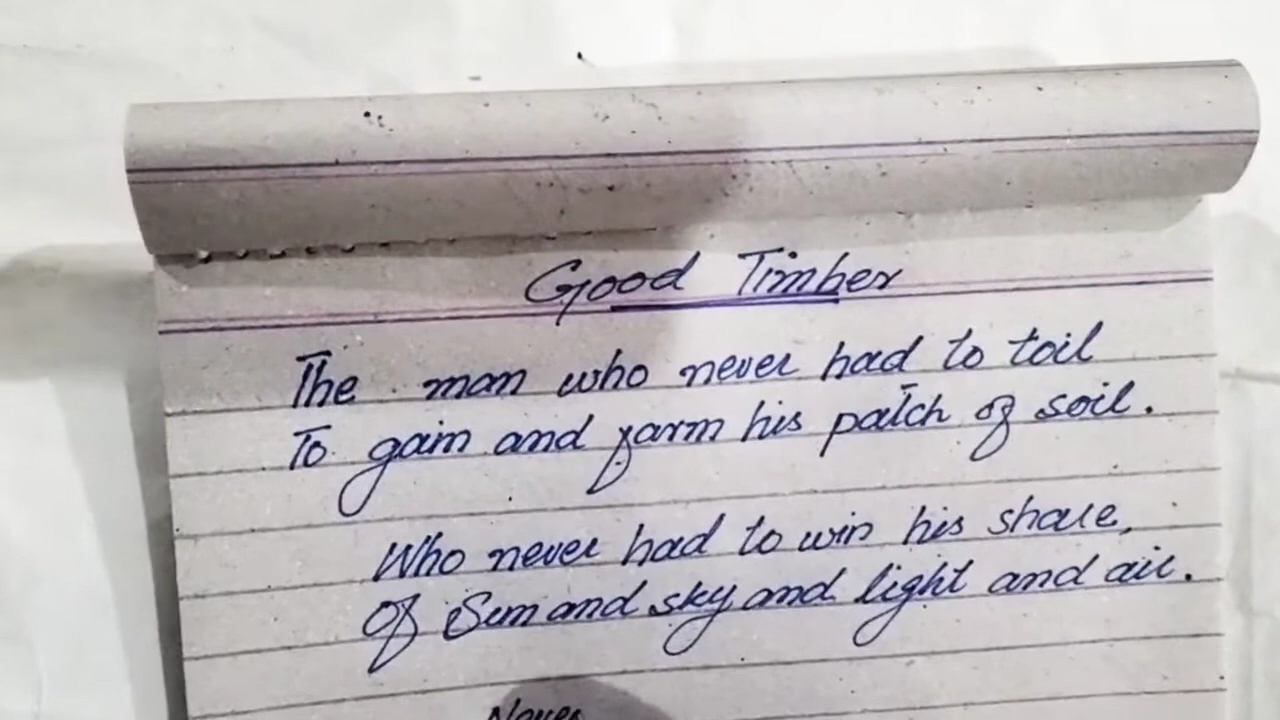 Good Timber
The man who never had to toil
To gain and farm his patch of soil.
Who never had to win his share,
Of Sun and sky and light and air.
Never